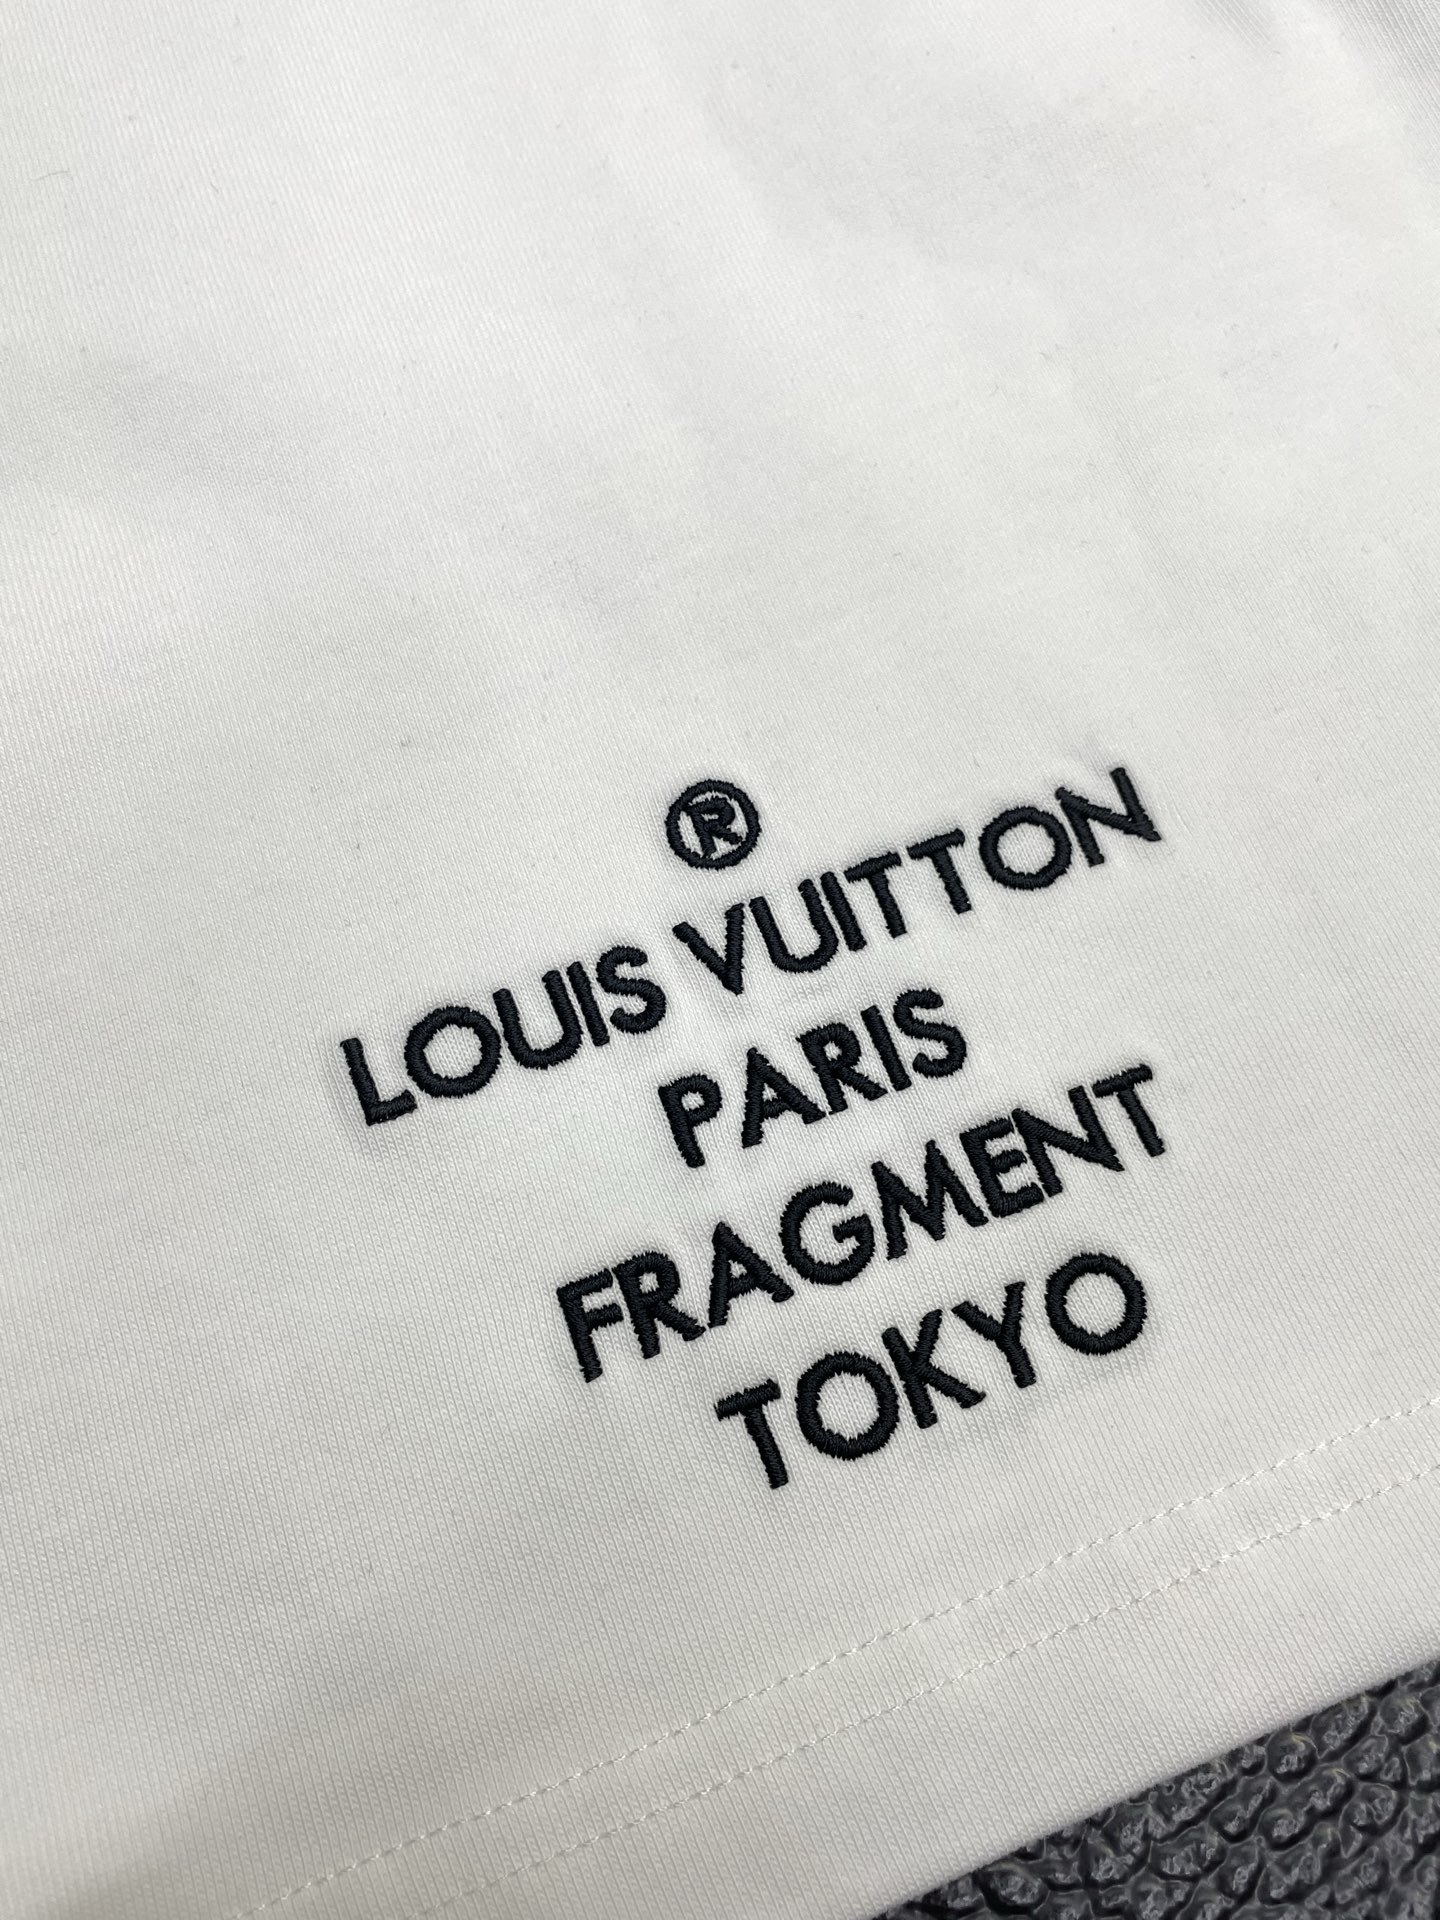 ®
LOUIS VUITTON
PARIS
FRAGMENT
TOKYO